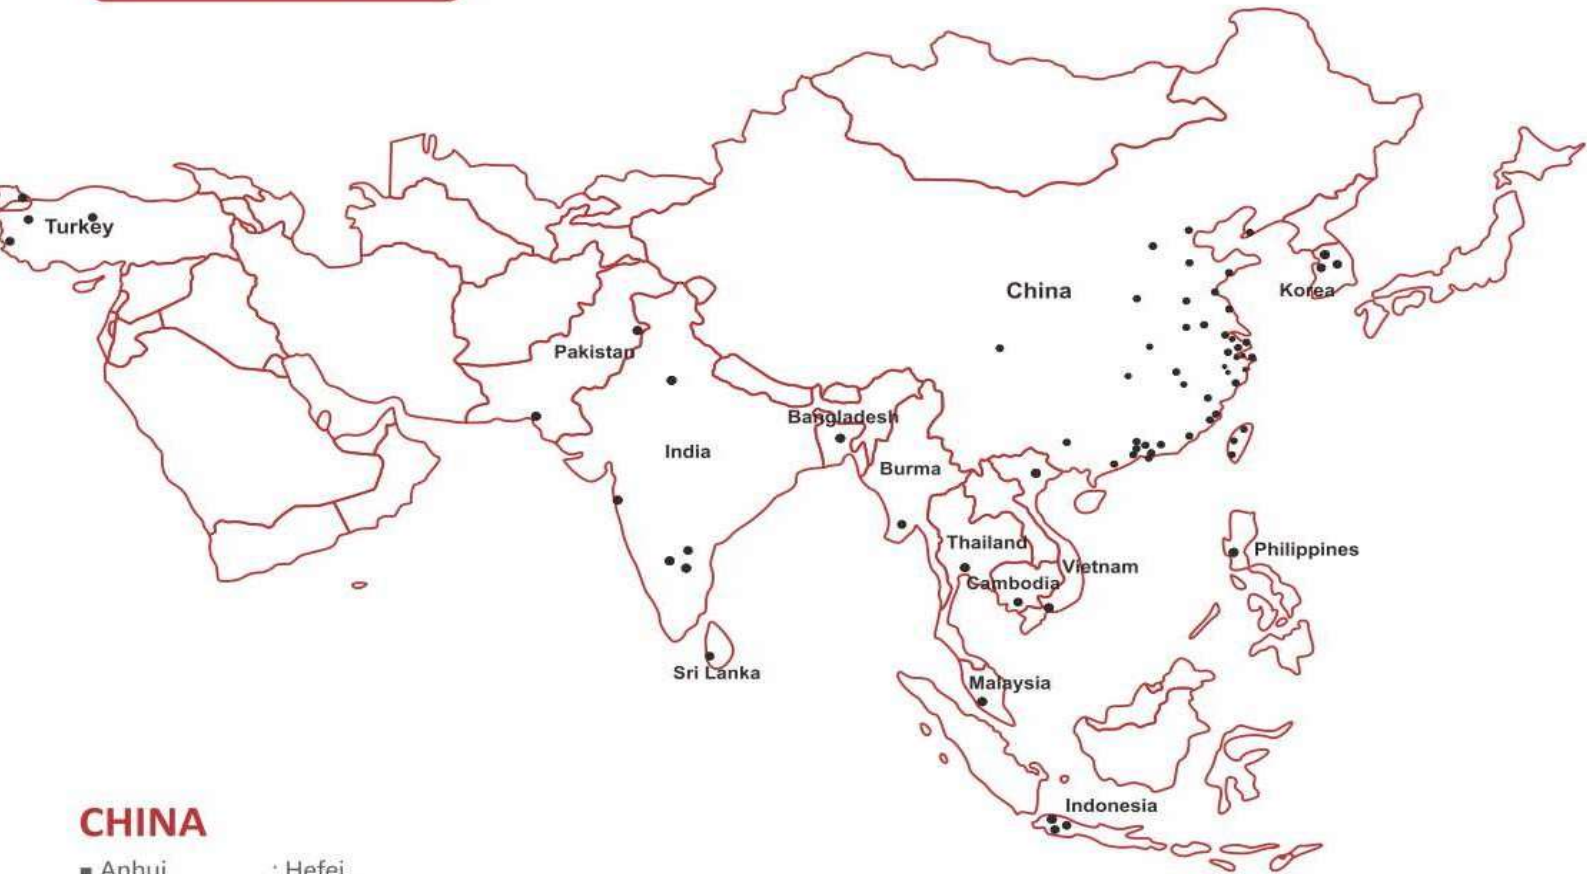 Turkey
China
Korea
Pakistan
Bangladesh
India
Burma
Thailand
Philippines
Vietnam
Cambodia
Sri Lanka
Malaysia
Indonesia
CHINA
■ Anhui : Hefei